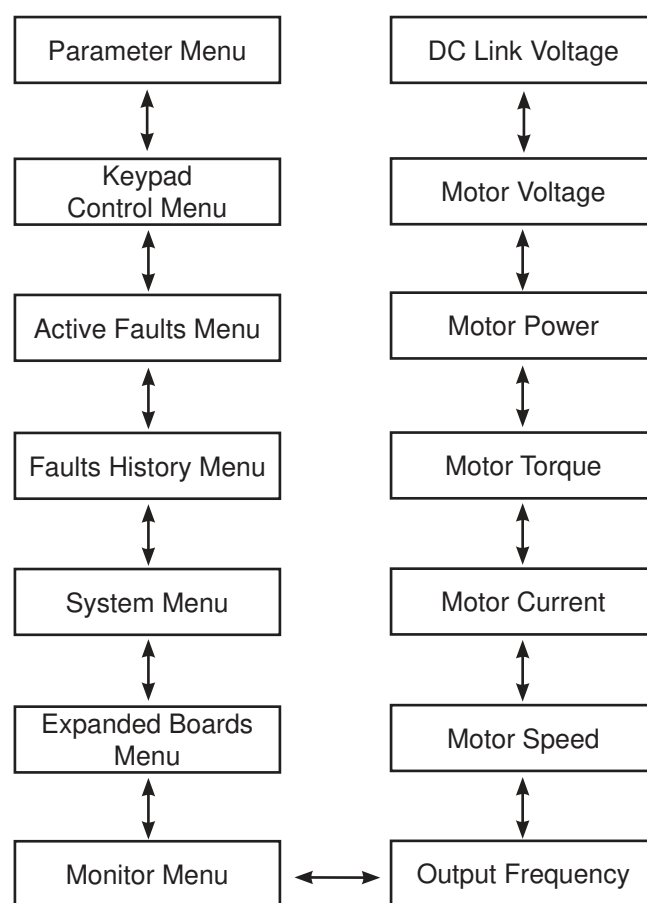 Parameter Menu
Keypad
Control Menu
Active Faults Menu
Faults History Menu
System Menu
Expanded Boards
Menu
Monitor Menu
DC Link Voltage
Motor Voltage
Motor Power
Motor Torque
Motor Current
Motor Speed
Output Frequency